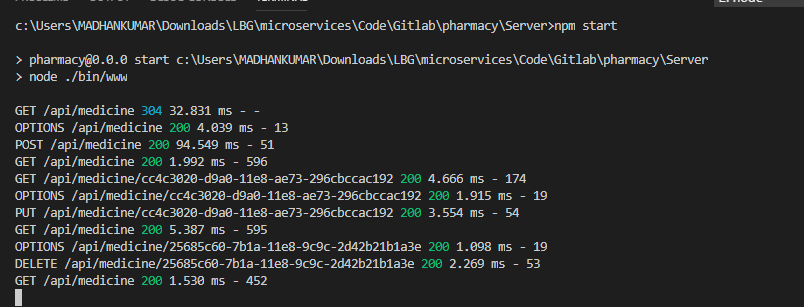 c:\Users\MADHANKUMAR\Downloads\LBG\microservices\Code\Gitlab\pharmacy\Server>npm start
> pharmacy@0.0.0 start c:\Users\MADHANKUMAR\Downloads\LBG\microservices\Code\Gitlab\pharmacy\Server
> node ./bin/www
GET /api/medicine 304 32.831 ms - -
OPTIONS /api/medicine 200 4.039 ms - 13
POST /api/medicine 200 94.549 ms - 51
GET /api/medicine 200 1.992 ms - 596
GET /api/medicine/cc4c3020-d9a0-11e8-ae73-296cbccac192 200 4.666 ms - 174
OPTIONS /api/medicine/cc4c3020-d9a0-11e8-ae73-296cbccac192 200 1.915 ms - 19
PUT /api/medicine/cc4c3020-d9a0-11e8-ae73-296cbccac192 200 3.554 ms - 54
GET /api/medicine 200 5.387 ms - 595
OPTIONS /api/medicine/25685c60-7b1a-11e8-9c9c-2d42b21b1a3e 200 1.098 ms - 19
DELETE /api/medicine/25685c60-7b1a-11e8-9c9c-2d42b21b1a3e 200 2.269 ms - 53
GET /api/medicine 200 1.530 ms - 452